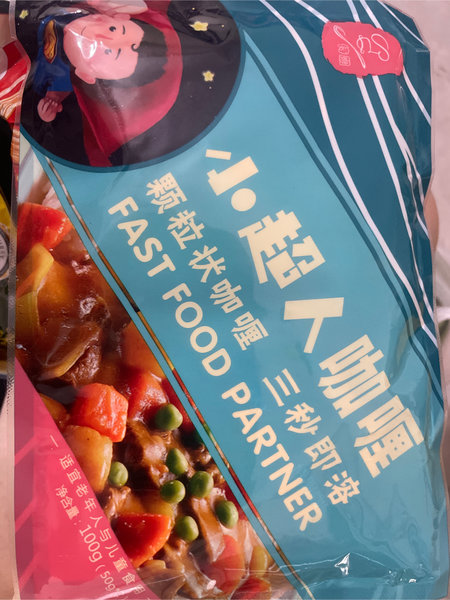 小超人咖喱
颗粒状咖喱 三秒即溶
FAST FOOD PARTNER
适宜老年人与儿童食
净含量：100g（50g